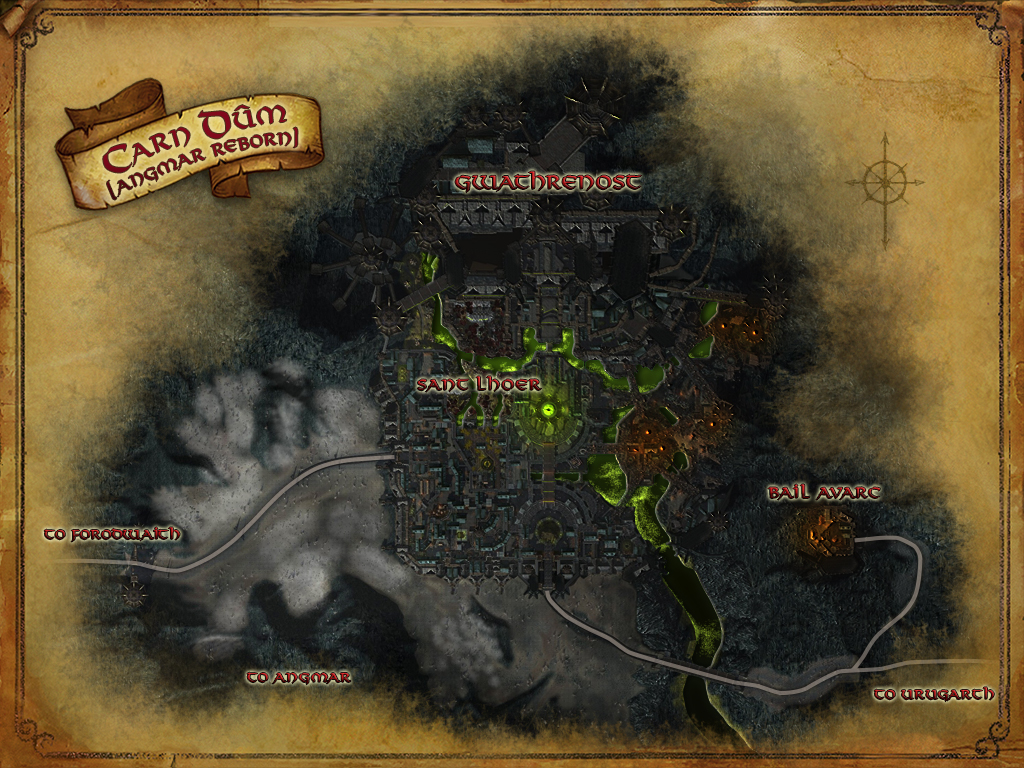 Carn Dûm
(Angmar Reborn)
Gwathrenost
Sant Lhoer
Bail Avarc
To Forodwaith
To Angmar
To Urugarth